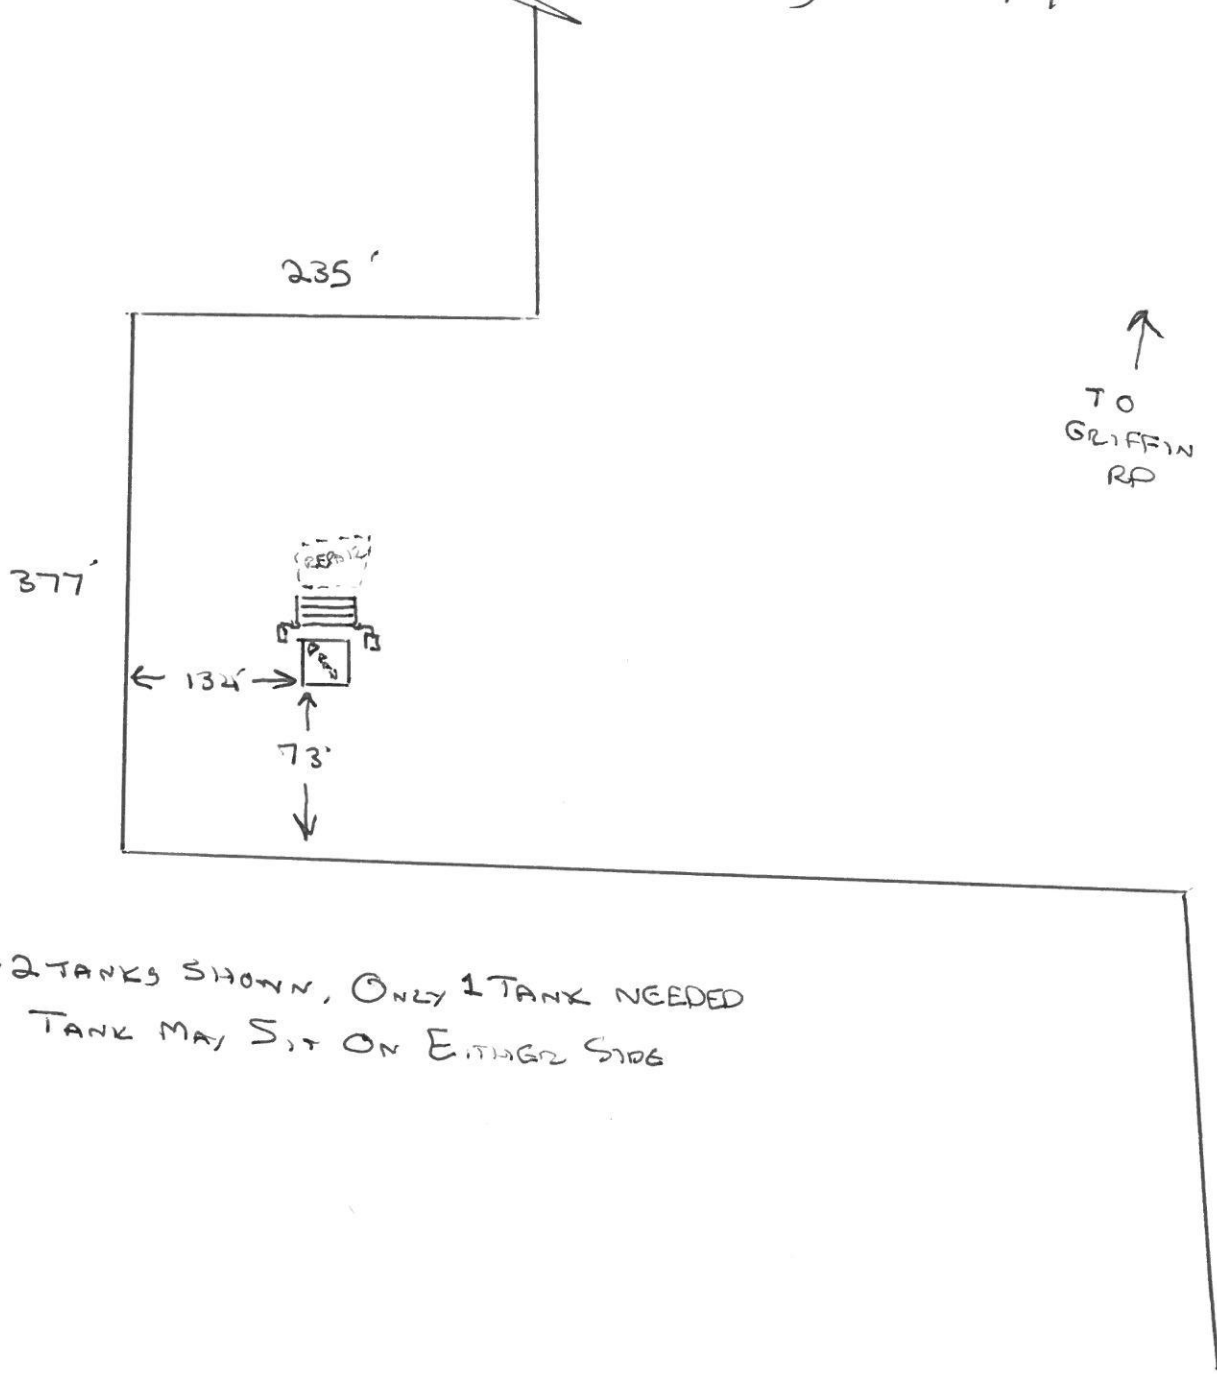 235'
TO
GRIFFIN
RD
REPAIR
377'
73'
2 TANKS SHOWN, ONLY 1 TANK NEEDED
TANK MAY SIT ON EITHER SIDE